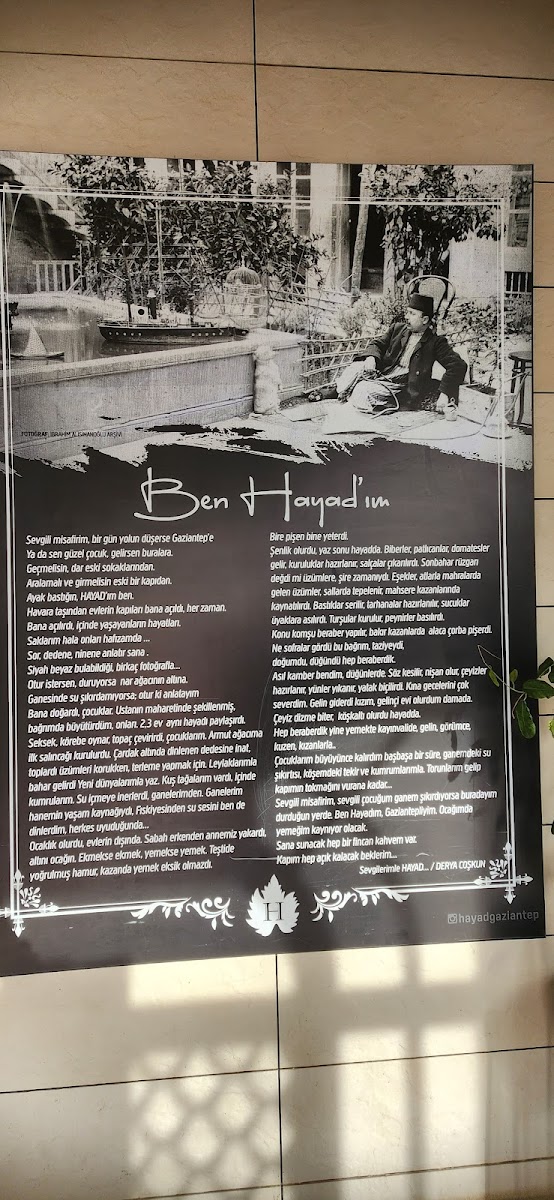 FOTOĞRAF: İBRAHİM ALİSİNANOĞLU ARŞİVİ
Ben Hayad'ım
Sevgili misafirim, bir gün yolun düşerse Gaziantep'e
Ya da sen güzel çocuk, gelirsen buralara.
Geçmelisin, dar eski sokaklarından.
Aralamalı ve girmelisin eski bir kapıdan.
Ayak bastığın, HAYAD'ım ben.
Havara taşından evlerin kapıları bana açıldı, her zaman.
Bana açılırdı, içinde yaşayanların hayatları.
Saklarım hala onları hafızamda ...
Sor, dedene, ninene anlatır sana .
Siyah beyaz bulabildiği, birkaç fotoğrafla...
Otur istersen, duruyorsa nar ağacının altına.
Ganesinde su şıkırdamıyorsa; otur ki anlatayım
Bana doğardı, çocuklar. Ustanın maharetinde şekillenmiş,
bağrımda büyütürdüm, onları. 2,3 ev aynı hayadı paylaşırdı.
Seksek, körebe oynar, topaç çevirirdi, çocuklarım. Armut ağacıma
ilk salıncağı kurulurdu. Çardak altında dinlenen dedesine inat,
toplardı üzümleri korukken, terleme yapmak için. Leylaklarımla
bahar gelirdi Yeni dünyalarımla yaz. Kuş tağalarım vardı, içinde
kumrularım. Su içmeye inerlerdi, ganelerimden. Ganelerim
hanemin yaşam kaynağıydı, Fıskiyesinden su sesini ben de
dinlerdim, herkes uyuduğunda...
Ocaklık olurdu, evlerin dışında. Sabah erkenden annemiz yakardı,
altını ocağın. Ekmekse ekmek, yemekse yemek. Teştide
yoğrulmuş hamur, kazanda yemek eksik olmazdı.
Bire pişen bine yeterdi.
Şenlik olurdu, yaz sonu hayadda. Biberler, patlıcanlar, domatesler
gelir, kuruluklar hazırlanır, salçalar çıkarılırdı. Sonbahar rüzgarı
değdi mi üzümlere, şire zamanıydı. Eşekler, atlarla mahralarda
gelen üzümler, sallarda tepelenir, mahsere kazanlarında
kaynatılırdı. Bastıklar serilir, tarhanalar hazırlanılır, sucuklar
üyaklara asılırdı. Turşular kurulur, peynirler basılırdı.
Konu komşu beraber yapılır, bakır kazanlarda alaca çorba pişerdi.
Ne sofralar gördü bu bağrım, taziyeydi,
doğumdu, düğündü hep beraberdik.
Asıl kamber bendim, düğünlerde. Söz kesilir, nişan olur, çeyizler
hazırlanır, yünler yıkanır, yatak biçilirdi. Kına gecelerini çok
severdim. Gelin giderdi kızım, gelinçi evi olurdum damada.
Çeyiz dizme biter, küşkaltı olurdu hayadda.
Hep beraberdik yine yemekte kayınvalide, gelin, görümce,
kuzen, kızanlarla..
Çocuklarım büyüyünce kalırdım başbaşa bir süre, ganemdeki su
şıkırtısı, köşemdeki tekir ve kumrumlarımla. Torunlarım gelip
kapımın tokmağını vurana kadar...
Sevgili misafirim, sevgili çocuğum ganem şıkırdıyorsa buradayım
durduğun yerde. Ben Hayadım, Gaziantepliyim. Ocağımda
yemeğim kaynıyor olacak.
Sana sunacak hep bir fincan kahvem var.
Kapım hep açık kalacak beklerim...
Sevgilerimle HAYAD... / DERYA COŞKUN
H
hayadgaziantep